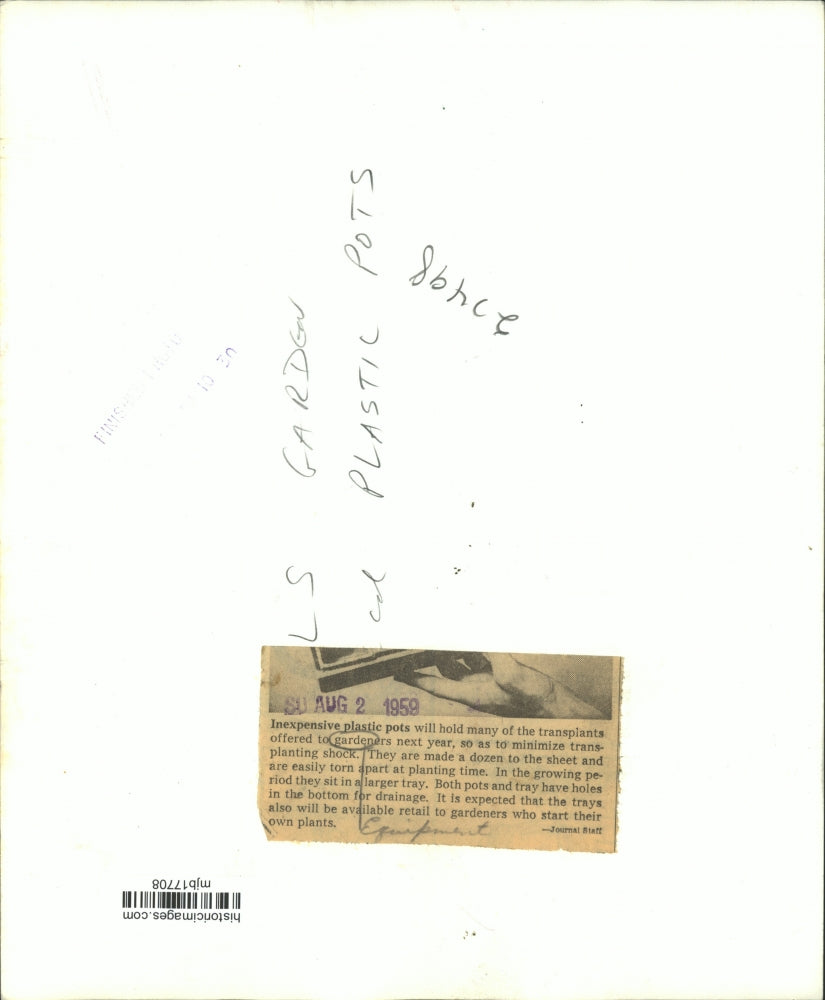 LS GARDEN
cd PLASTIC POTS
SU AUG 2 1959
Inexpensive plastic pots will hold many of the transplants
offered to gardeners next year, so as to minimize trans-
planting shock. They are made a dozen to the sheet and
are easily torn apart at planting time. In the growing pe-
riod they sit in a larger tray. Both pots and tray have holes
in the bottom for drainage. It is expected that the trays
also will be available retail to gardeners who start their
own plants.
Equipment
—Journal Staff
historicimages.com
mjb17708